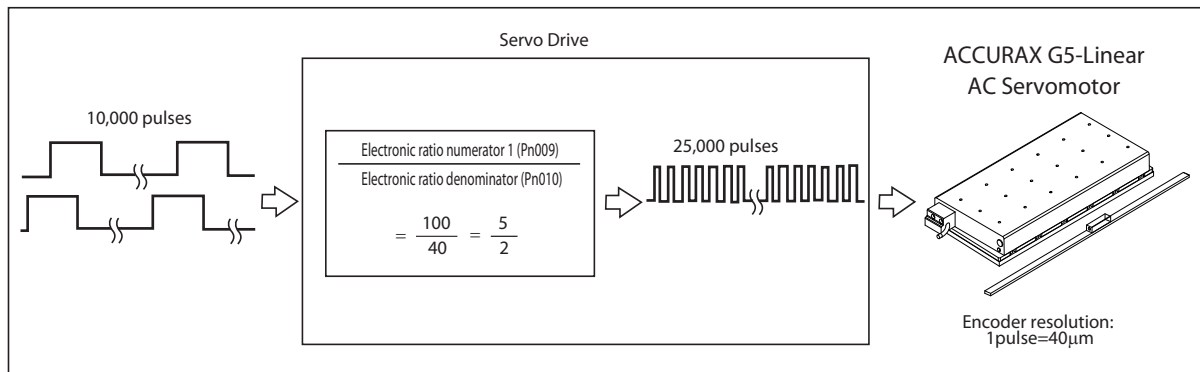 Servo Drive
ACCURAX G5-Linear
AC Servomotor
10,000 pulses
Electronic ratio numerator 1 (Pn009)
Electronic ratio denominator (Pn010)
= 100/40 = 5/2
25,000 pulses
Encoder resolution:
1pulse=40μm